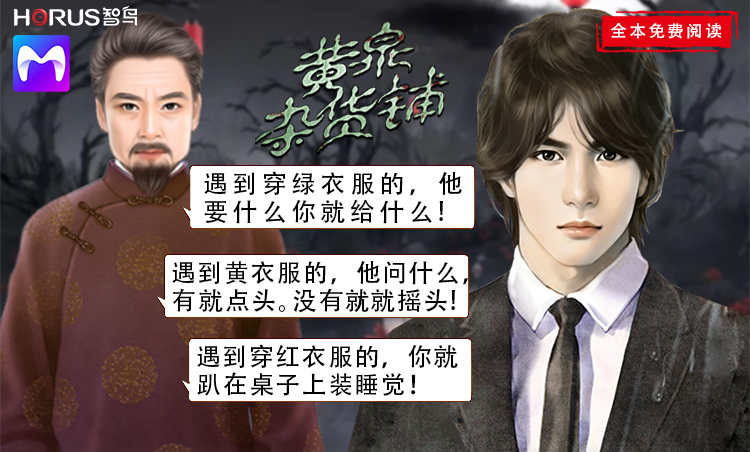 HORUS智鸟
全本免费阅读
黄泉
杂货铺
遇到穿绿衣服的，他
要什么你就给什么！
遇到黄衣服的，他问什么，
有就点头。没有就就摇头！
遇到穿红衣服的，你就
趴在桌子上装睡觉！